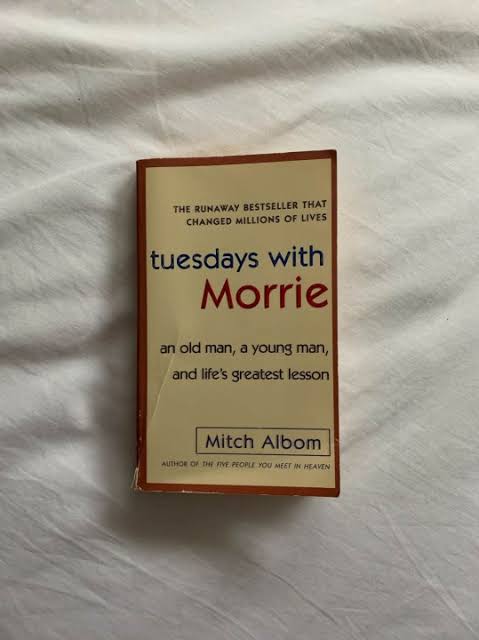 THE RUNAWAY BESTSELLER THAT
CHANGED MILLIONS OF LIVES
tuesdays with
Morrie
an old man, a young man,
and life's greatest lesson
Mitch Albom
AUTHOR OF THE FIVE PEOPLE YOU MEET IN HEAVEN